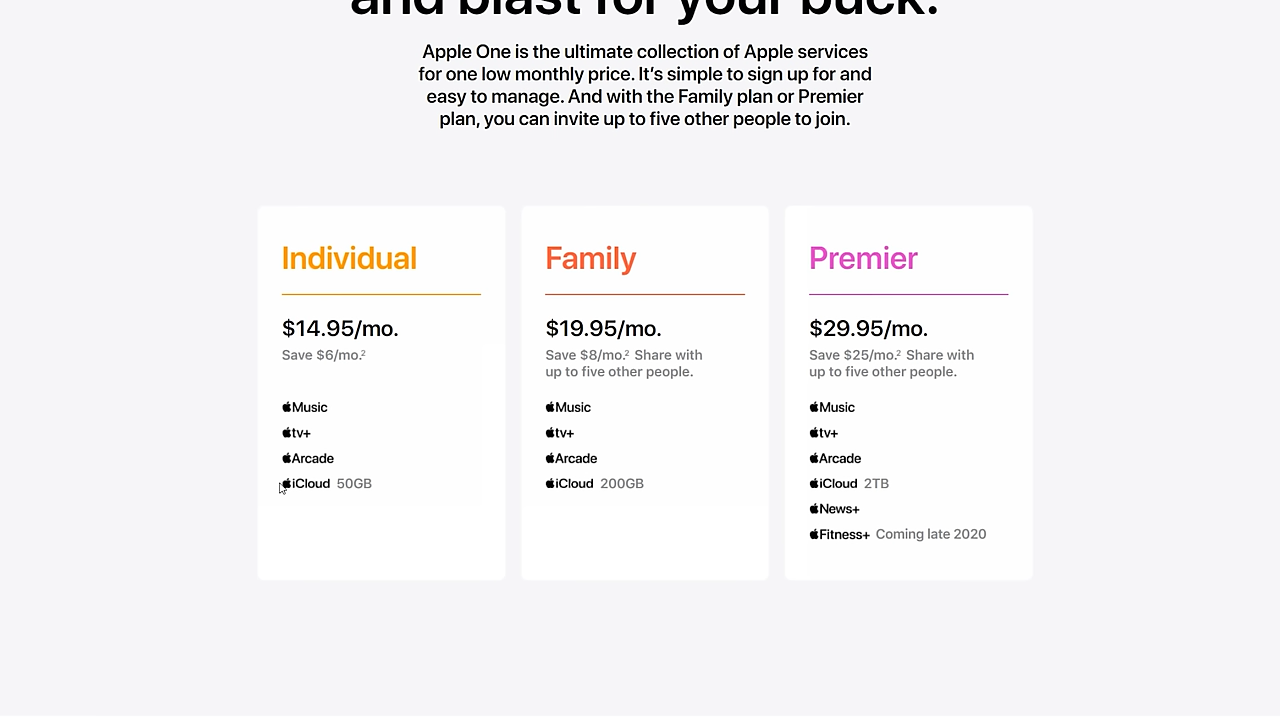 and blast for your buck.
Apple One is the ultimate collection of Apple services
for one low monthly price. It’s simple to sign up for and
easy to manage. And with the Family plan or Premier
plan, you can invite up to five other people to join.
Individual
$14.95/mo.
Save $6/mo.2
Music
tv+
Arcade
iCloud 50GB
Family
$19.95/mo.
Save $8/mo.2 Share with
up to five other people.
Music
tv+
Arcade
iCloud 200GB
Premier
$29.95/mo.
Save $25/mo.2 Share with
up to five other people.
Music
tv+
Arcade
iCloud 2TB
News+
Fitness+ Coming late 2020